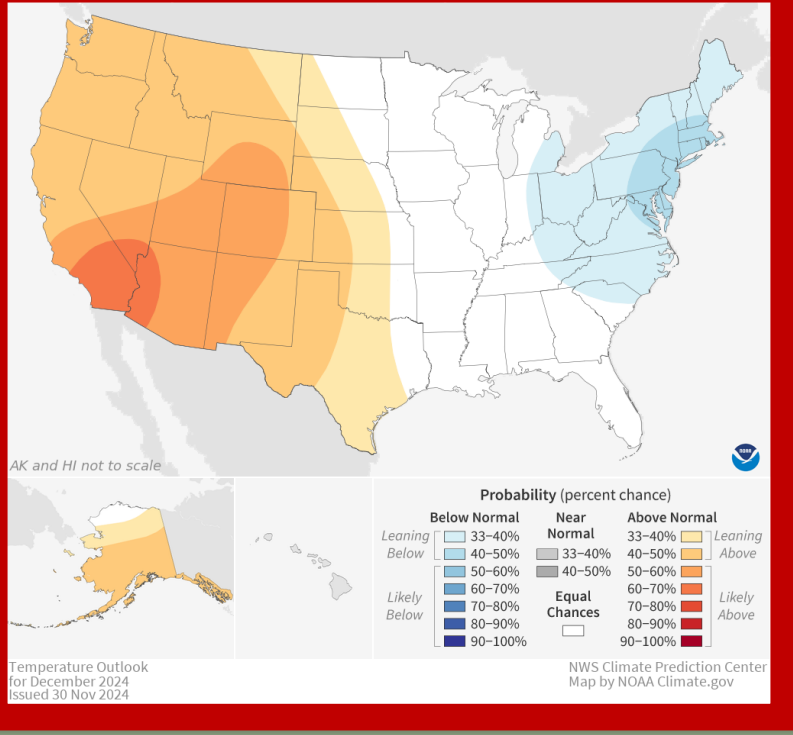 AK and HI not to scale
NOAA
Probability (percent chance)
Below Normal
Near Normal
Above Normal
Leaning Below
33–40%
40–50%
Likely Below
50–60%
60–70%
70–80%
80–90%
90–100%
33–40%
40–50%
Equal Chances
33–40%
40–50%
Leaning Above
50–60%
60–70%
70–80%
80–90%
90–100%
Likely Above
Temperature Outlook
for December 2024
Issued 30 Nov 2024
NWS Climate Prediction Center
Map by NOAA Climate.gov